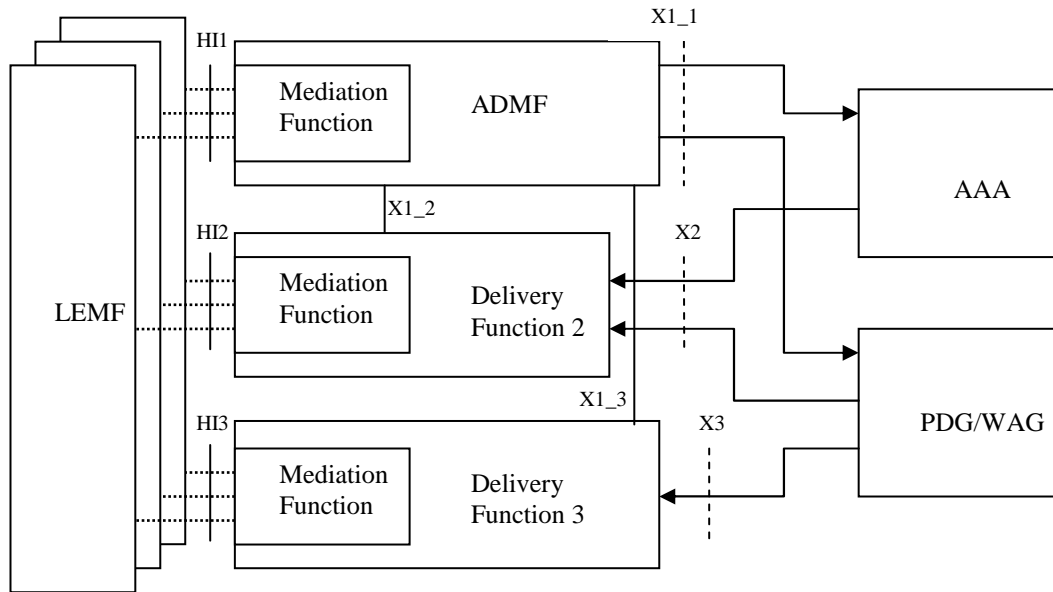 X1_1
HI1
Mediation
Function
ADMF
AAA
X1_2
HI2
X2
Mediation
Function
Delivery
Function 2
LEMF
X1_3
HI3
X3
PDG/WAG
Mediation
Function
Delivery
Function 3